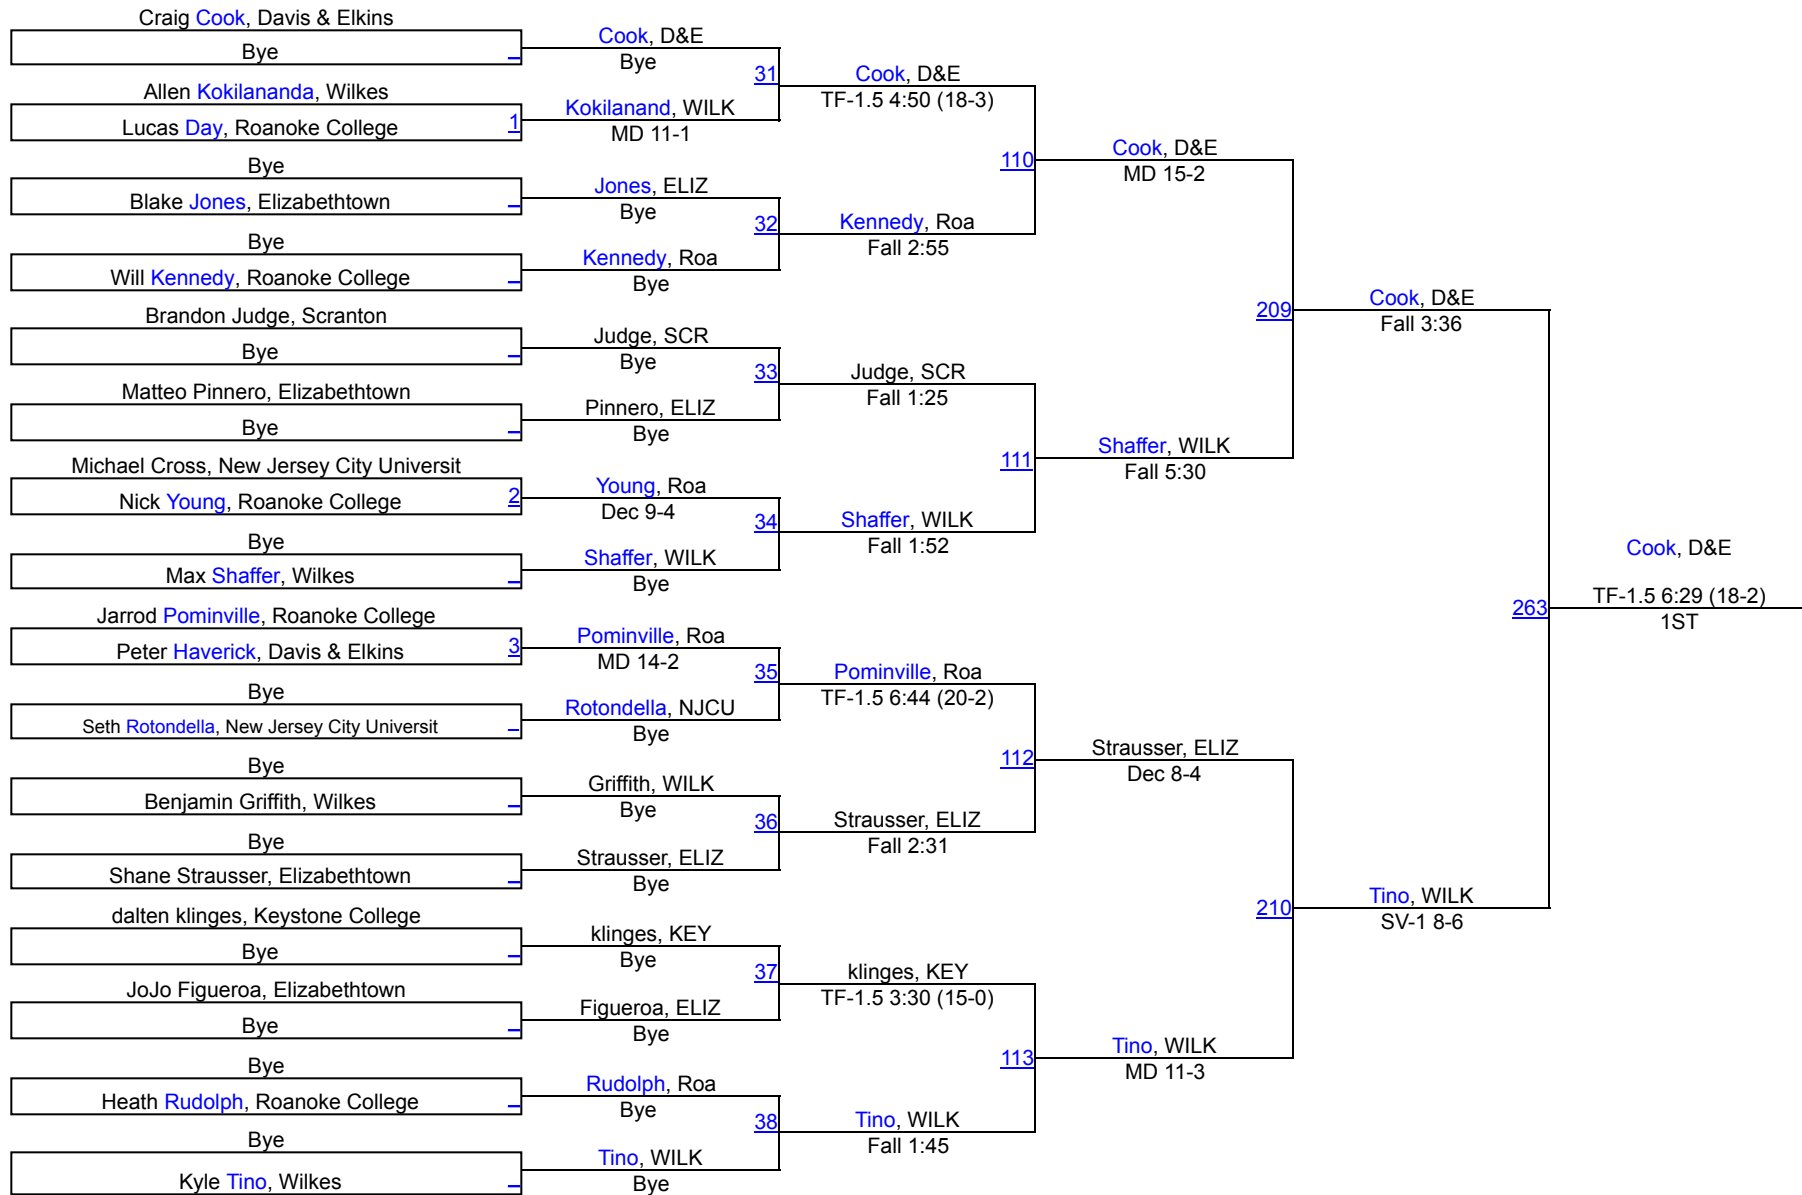 Craig Cook, Davis & Elkins
Bye
Allen Kokilananda, Wilkes
Lucas Day, Roanoke College
1
Bye
Blake Jones, Elizabethtown
Bye
Will Kennedy, Roanoke College
Brandon Judge, Scranton
Bye
Matteo Pinnero, Elizabethtown
Bye
Michael Cross, New Jersey City Universit
Nick Young, Roanoke College
2
Bye
Max Shaffer, Wilkes
Jarrod Pominville, Roanoke College
Peter Haverick, Davis & Elkins
3
Bye
Seth Rotondella, New Jersey City Universit
Bye
Benjamin Griffith, Wilkes
Bye
Shane Strausser, Elizabethtown
dalten klinges, Keystone College
Bye
JoJo Figueroa, Elizabethtown
Bye
Bye
Heath Rudolph, Roanoke College
Bye
Kyle Tino, Wilkes
Cook, D&E
Bye
31
Kokilanand, WILK
MD 11-1
Jones, ELIZ
Bye
32
Kennedy, Roa
Bye
Judge, SCR
Bye
33
Pinnero, ELIZ
Bye
Young, Roa
Dec 9-4
34
Shaffer, WILK
Bye
Pominville, Roa
MD 14-2
35
Rotondella, NJCU
Bye
Griffith, WILK
Bye
36
Strausser, ELIZ
Bye
klinges, KEY
Bye
37
Figueroa, ELIZ
Bye
Rudolph, Roa
Bye
38
Tino, WILK
Bye
Cook, D&E
TF-1.5 4:50 (18-3)
110
Kennedy, Roa
Fall 2:55
Judge, SCR
Fall 1:25
111
Shaffer, WILK
Fall 1:52
Pominville, Roa
TF-1.5 6:44 (20-2)
112
Strausser, ELIZ
Fall 2:31
klinges, KEY
TF-1.5 3:30 (15-0)
113
Tino, WILK
Fall 1:45
Cook, D&E
MD 15-2
209
Shaffer, WILK
Fall 5:30
Strausser, ELIZ
Dec 8-4
210
Tino, WILK
MD 11-3
Cook, D&E
Fall 3:36
263
Tino, WILK
SV-1 8-6
Cook, D&E
TF-1.5 6:29 (18-2)
1ST